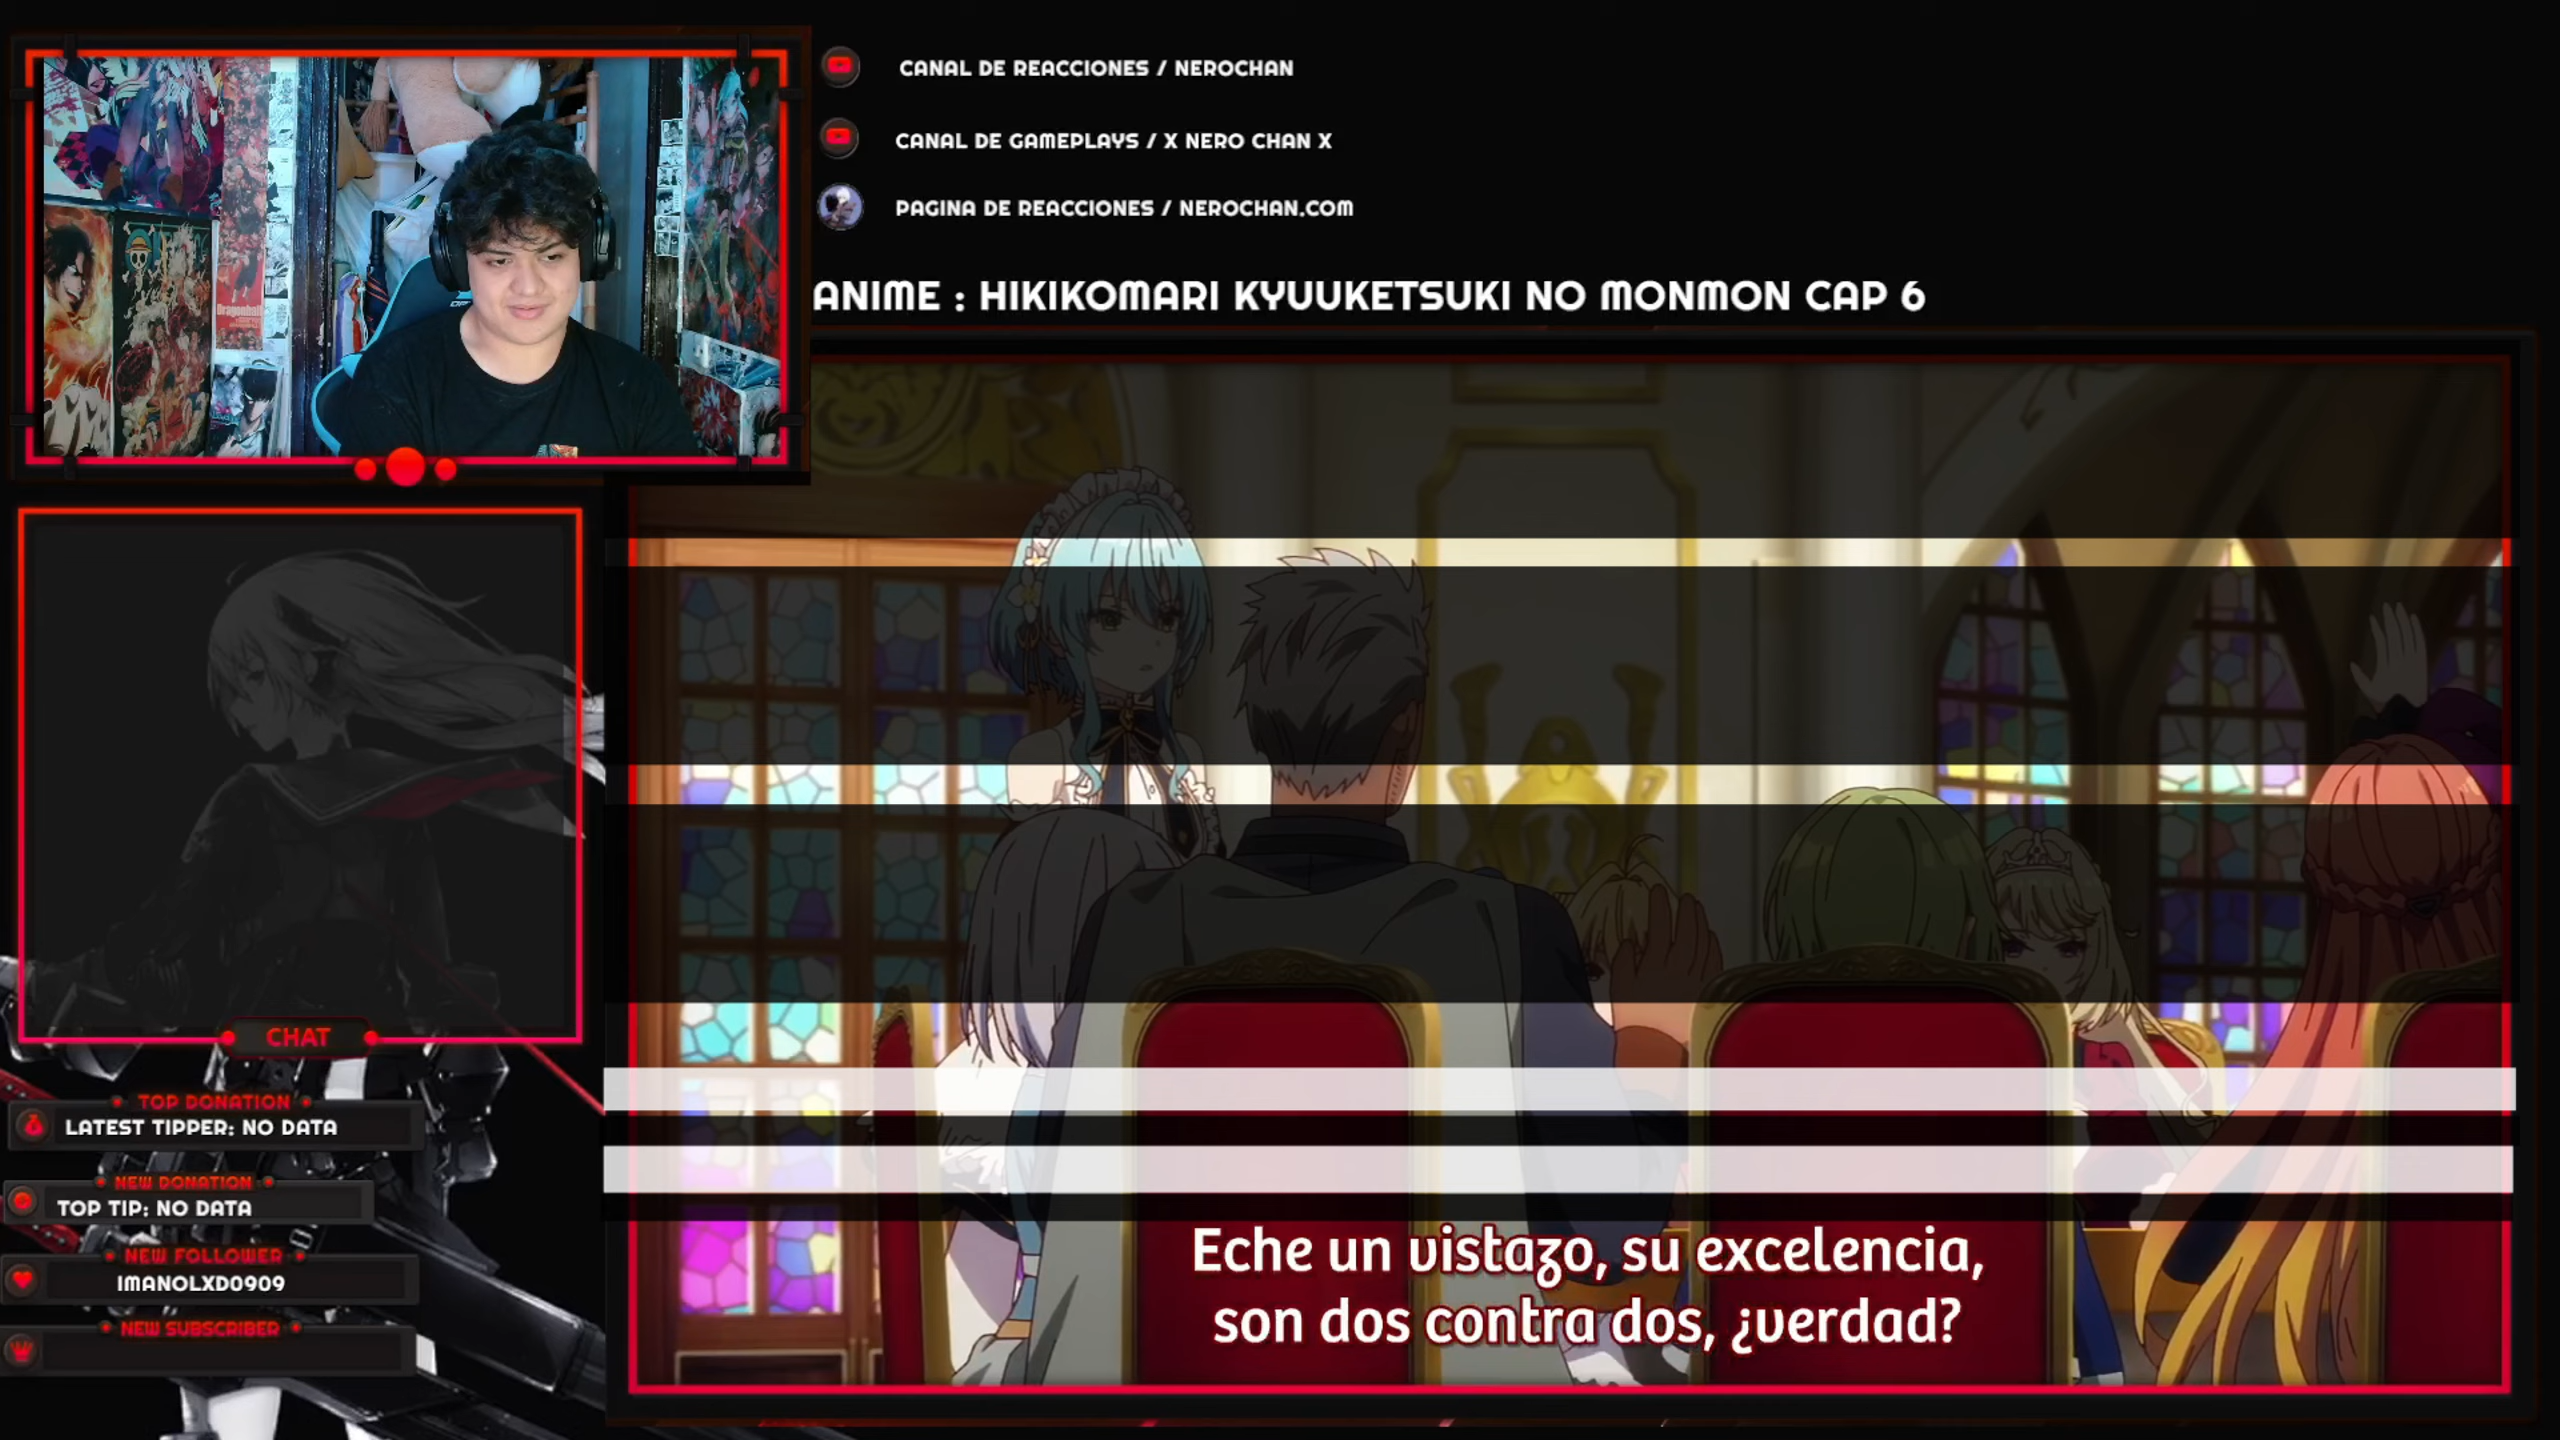 CANAL DE REACCIONES / NEROCHAN
CANAL DE GAMEPLAYS / X NERO CHAN X
PAGINA DE REACCIONES / NEROCHAN.COM
ANIME : HIKIKOMARI KYUUKETSUKI NO MONMON CAP 6
Dragonball
CHAT
TOP DONATION
LATEST TIPPER: NO DATA
NEW DONATION
TOP TIP: NO DATA
NEW FOLLOWER
IMANOLXD0909
NEW SUBSCRIBER
Eche un vistazo, su excelencia,
son dos contra dos, ¿verdad?